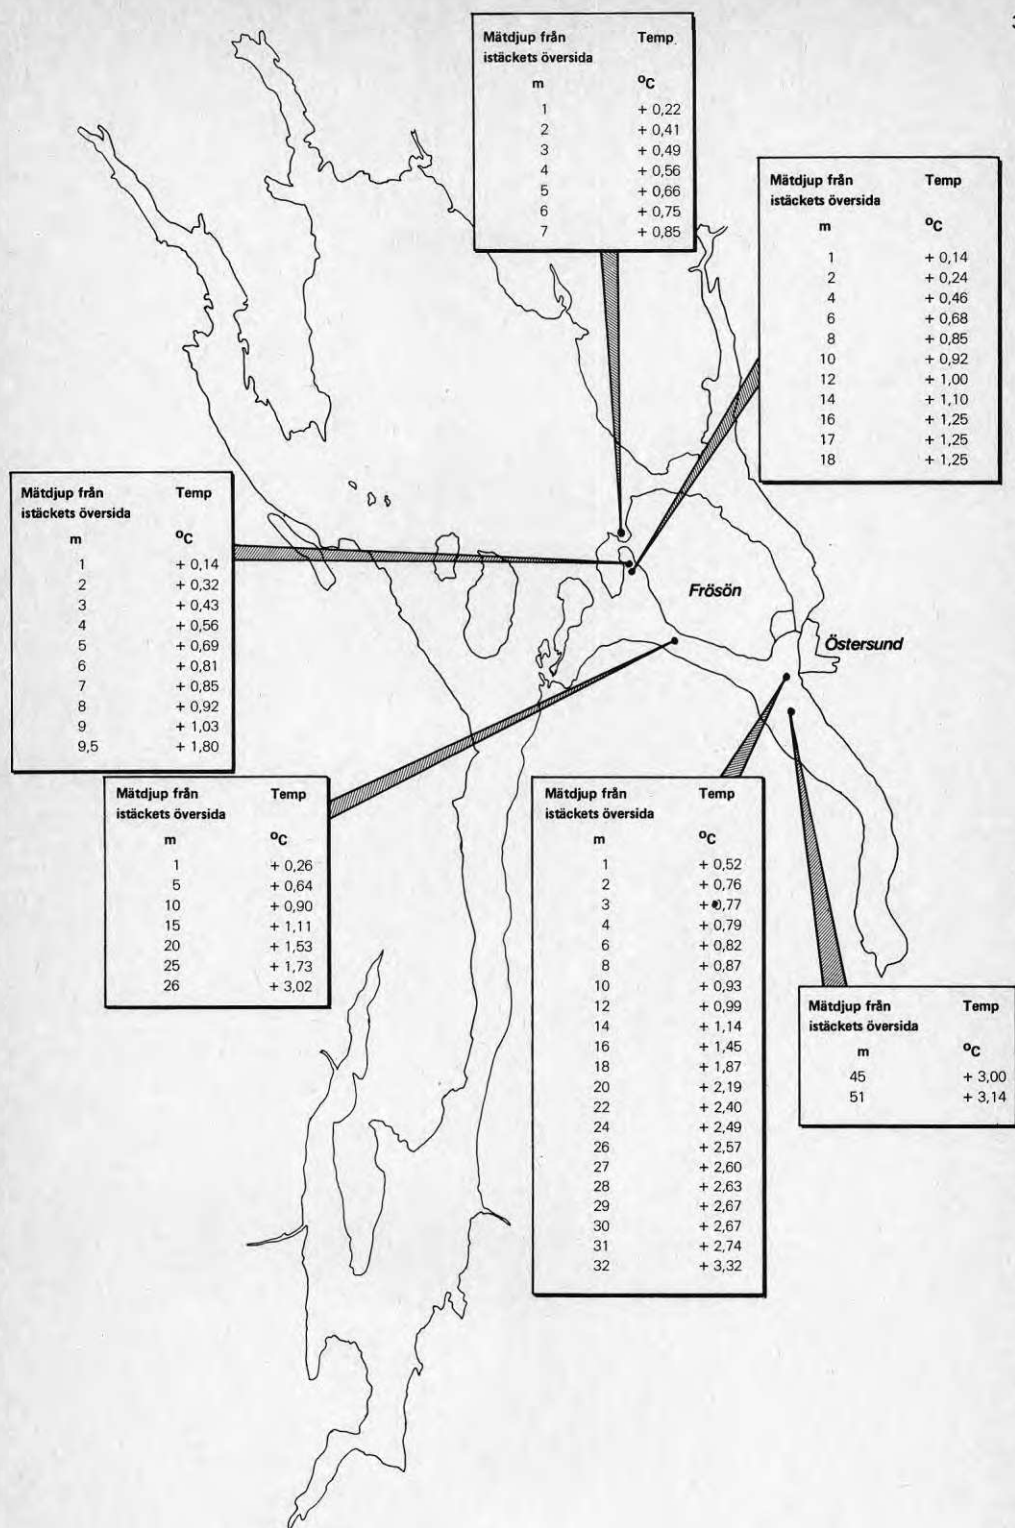 3
Mätdjup från Temp.
istäckets översida
m °C
1 + 0,22
2 + 0,41
3 + 0,49
4 + 0,56
5 + 0,66
6 + 0,75
7 + 0,85
Mätdjup från Temp
istäckets översida
m °C
1 + 0,14
2 + 0,24
4 + 0,46
6 + 0,68
8 + 0,85
10 + 0,92
12 + 1,00
14 + 1,10
16 + 1,25
17 + 1,25
18 + 1,25
Mätdjup från Temp
istäckets översida
m °C
1 + 0,14
2 + 0,32
3 + 0,43
4 + 0,56
5 + 0,69
6 + 0,81
7 + 0,85
8 + 0,92
9 + 1,03
9,5 + 1,80
Frösön
Östersund
Mätdjup från Temp
istäckets översida
m °C
1 + 0,26
5 + 0,64
10 + 0,90
15 + 1,11
20 + 1,53
25 + 1,73
26 + 3,02
Mätdjup från Temp
istäckets översida
m °C
1 + 0,52
2 + 0,76
3 + 0,77
4 + 0,79
6 + 0,82
8 + 0,87
10 + 0,93
12 + 0,99
14 + 1,14
16 + 1,45
18 + 1,87
20 + 2,19
22 + 2,40
24 + 2,49
26 + 2,57
27 + 2,60
28 + 2,63
29 + 2,67
30 + 2,67
31 + 2,74
32 + 3,32
Mätdjup från Temp
istäckets översida
m °C
45 + 3,00
51 + 3,14